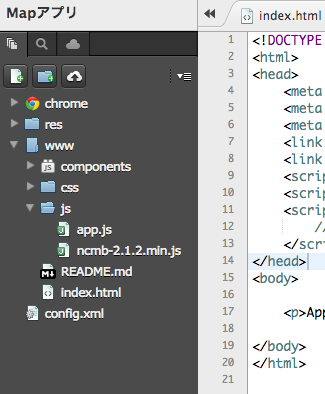 Mapアプリ
chrome
res
www
components
css
js
app.js
ncmb-2.1.2.min.js
README.md
index.html
config.xml
index.html
1 <!DOCTYPE
2 <html>
3 <head>
4 <meta
5 <meta
6 <meta
7 <link
8 <link
9 <scrip
10 <scrip
11 <scrip
12 //
13 </scri
14 </head>
15 <body>
16
17 <p>App
18
19 </body>
20 </html>
21